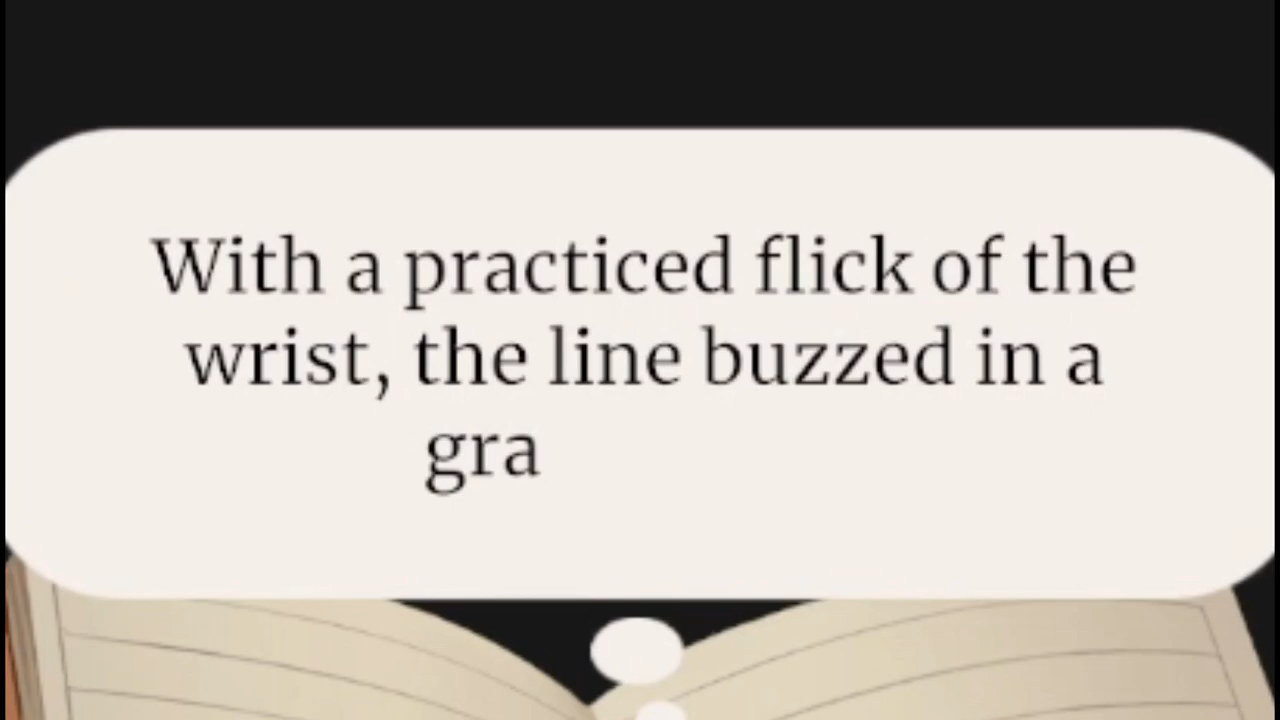 With a practiced flick of the
wrist, the line buzzed in a
gra